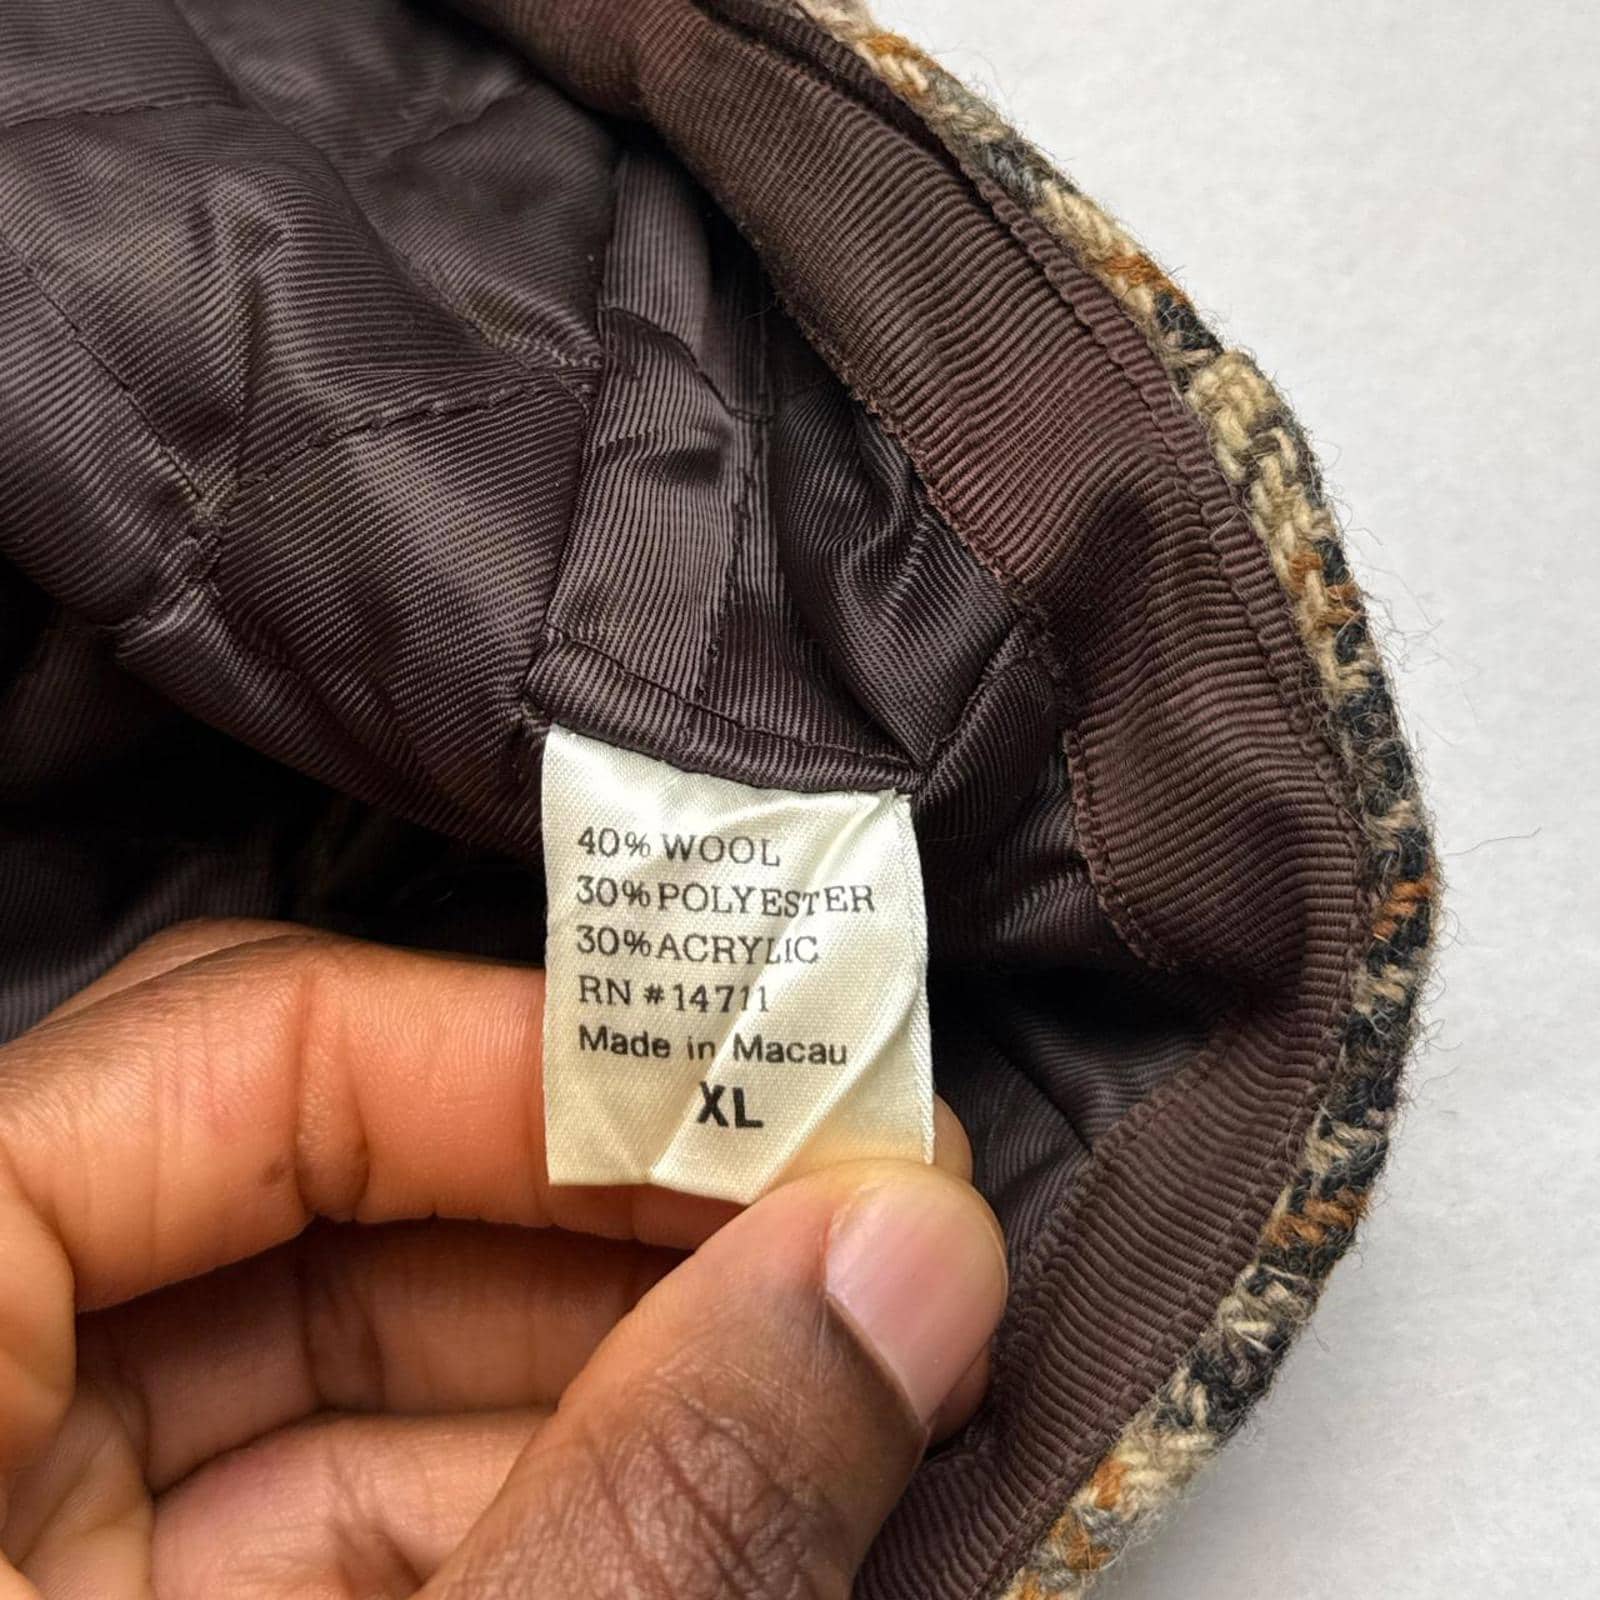 40% WOOL
30% POLYESTER
30% ACRYLIC
RN #14711
Made in Macau
XL